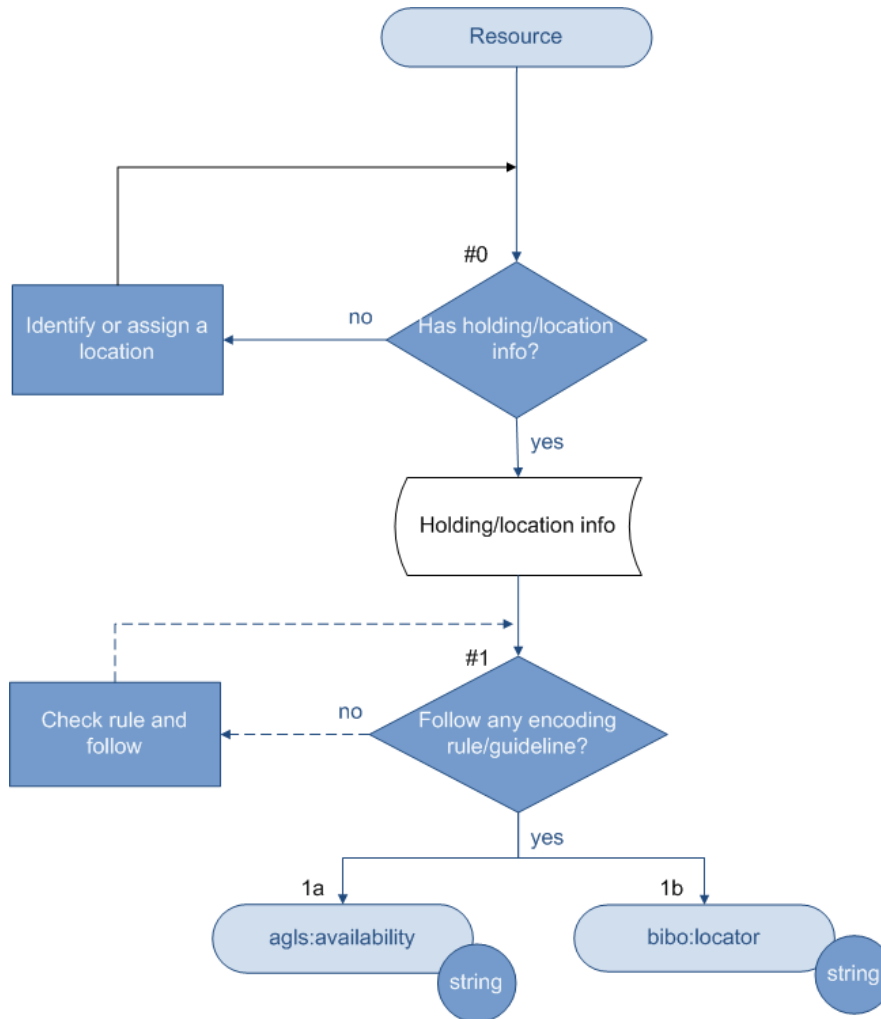 Resource
#0
Has holding/location
info?
no
Identify or assign a
location
yes
Holding/location info
#1
Follow any encoding
rule/guideline?
no
Check rule and
follow
yes
1a
agls:availability
string
1b
bibo:locator
string